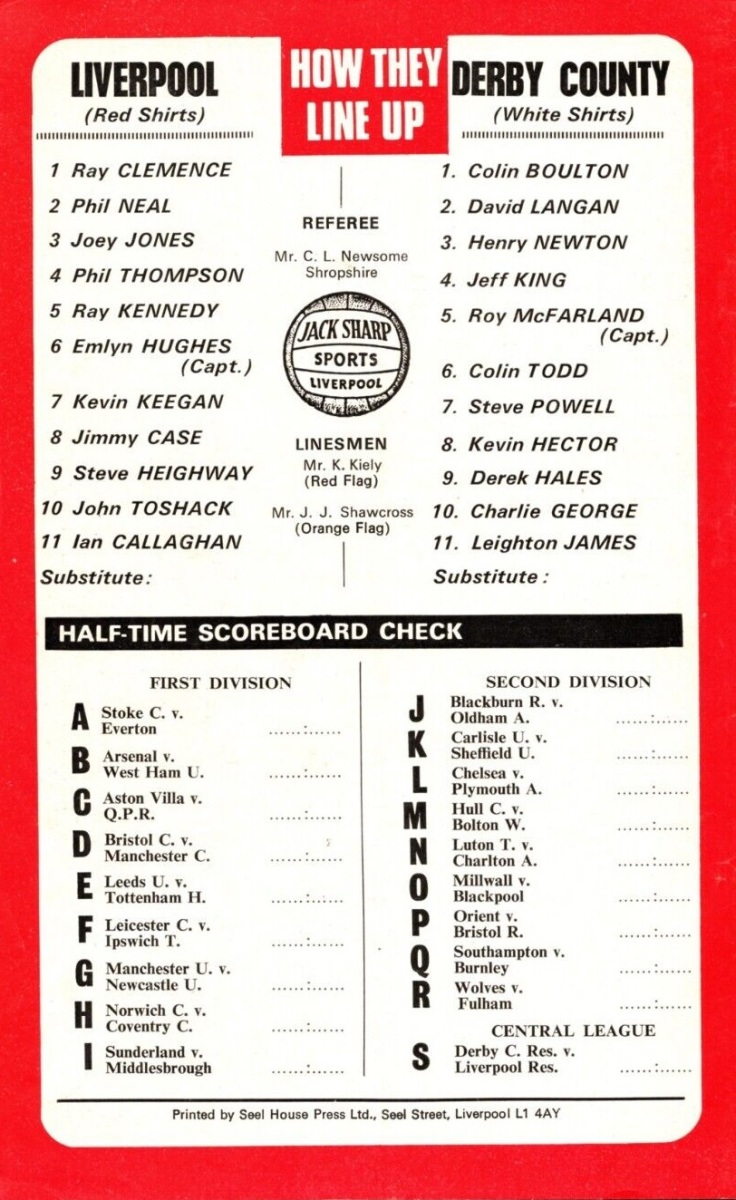 LIVERPOOL
(Red Shirts)
1 Ray CLEMENCE
2 Phil NEAL
3 Joey JONES
4 Phil THOMPSON
5 Ray KENNEDY
6 Emlyn HUGHES
(Capt.)
7 Kevin KEEGAN
8 Jimmy CASE
9 Steve HEIGHWAY
10 John TOSHACK
11 Ian CALLAGHAN
Substitute:
HOW THEY
LINE UP
REFEREE
Mr. C. L. Newsome
Shropshire
JACK SHARP
SPORTS
LIVERPOOL
LINESMEN
Mr. K. Kiely
(Red Flag)
Mr. J. J. Shawcross
(Orange Flag)
DERBY COUNTY
(White Shirts)
1. Colin BOULTON
2. David LANGAN
3. Henry NEWTON
4. Jeff KING
5. Roy McFARLAND
(Capt.)
6. Colin TODD
7. Steve POWELL
8. Kevin HECTOR
9. Derek HALES
10. Charlie GEORGE
11. Leighton JAMES
Substitute :
HALF-TIME SCOREBOARD CHECK
FIRST DIVISION
A Stoke C. v.
Everton ......:......
B Arsenal v.
West Ham U. ......:......
C Aston Villa v.
Q.P.R. ......:......
D Bristol C. v.
Manchester C. ......:......
E Leeds U. v.
Tottenham H. ......:......
F Leicester C. v.
Ipswich T. ......:......
G Manchester U. v.
Newcastle U. ......:......
H Norwich C. v.
Coventry C. ......:......
I Sunderland v.
Middlesbrough ......:......
SECOND DIVISION
J Blackburn R. v.
Oldham A. ......:......
K Carlisle U. v.
Sheffield U. ......:......
L Chelsea v.
Plymouth A. ......:......
M Hull C. v.
Bolton W. ......:......
N Luton T. v.
Charlton A. ......:......
O Millwall v.
Blackpool ......:......
P Orient v.
Bristol R. ......:......
Q Southampton v.
Burnley ......:......
R Wolves v.
Fulham ......:......
CENTRAL LEAGUE
S Derby C. Res. v.
Liverpool Res. ......:......
Printed by Seel House Press Ltd., Seel Street, Liverpool L1 4AY